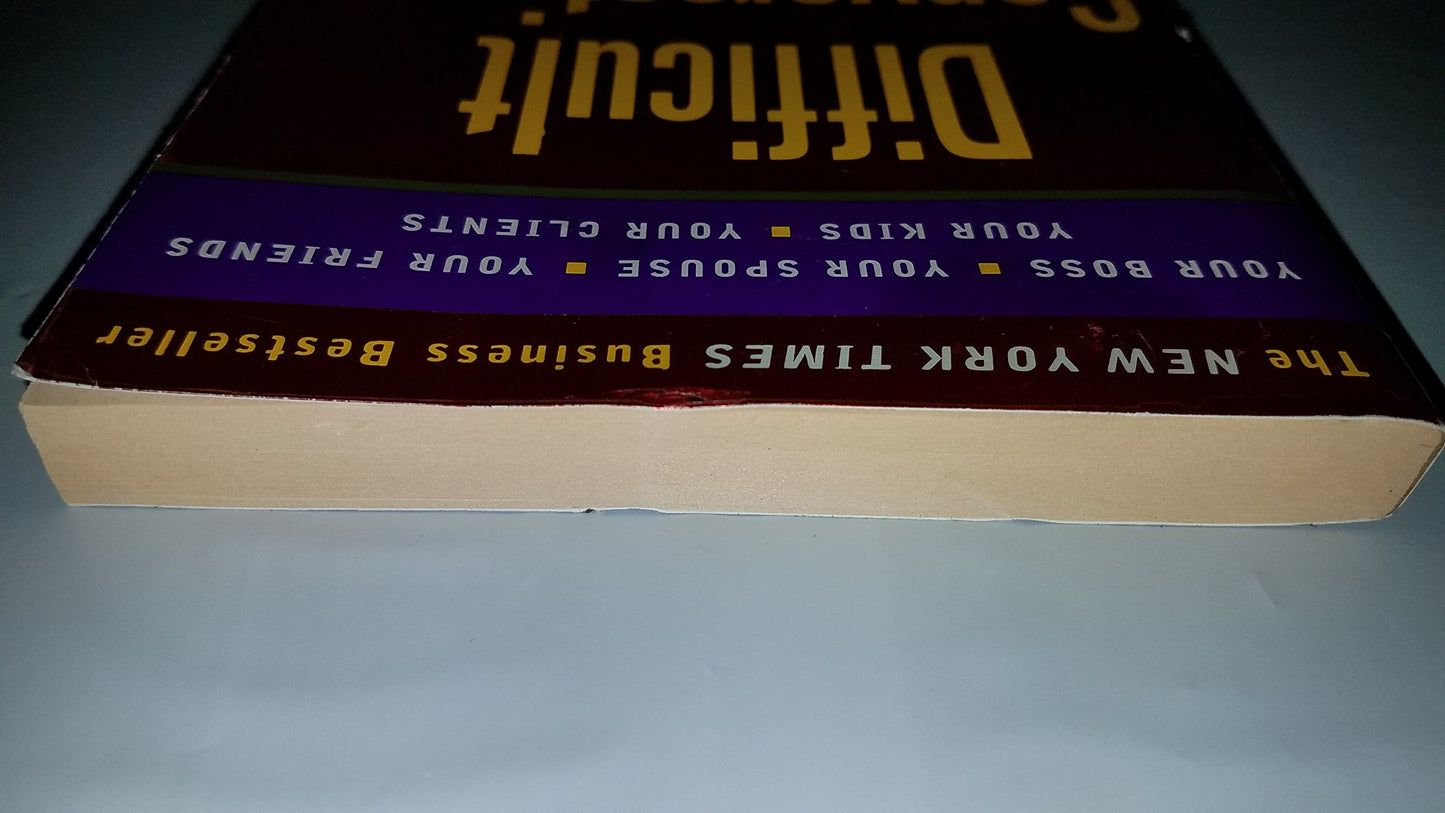 The NEW YORK TIMES Business Bestseller
YOUR BOSS ■ YOUR SPOUSE ■ YOUR FRIENDS
YOUR KIDS ■ YOUR CLIENTS
Difficult